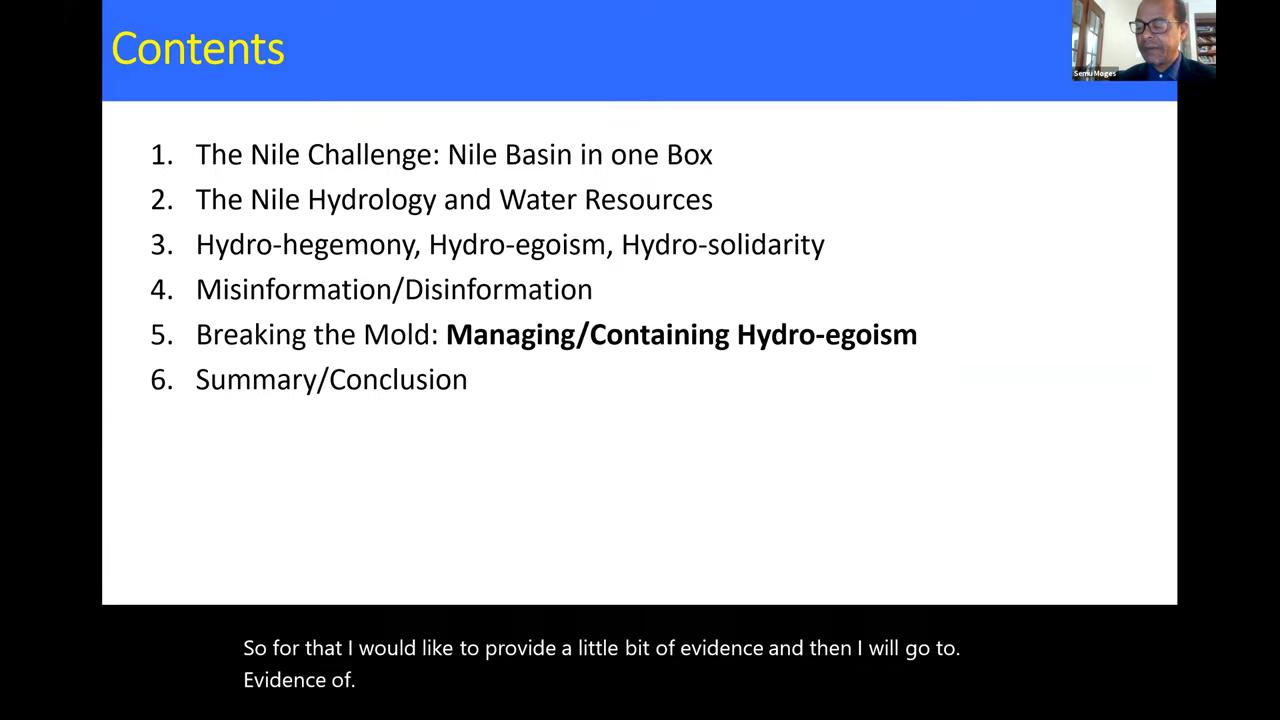 Contents
Semu Moges
1. The Nile Challenge: Nile Basin in one Box
2. The Nile Hydrology and Water Resources
3. Hydro-hegemony, Hydro-egoism, Hydro-solidarity
4. Misinformation/Disinformation
5. Breaking the Mold: Managing/Containing Hydro-egoism
6. Summary/Conclusion
So for that I would like to provide a little bit of evidence and then I will go to.
Evidence of.